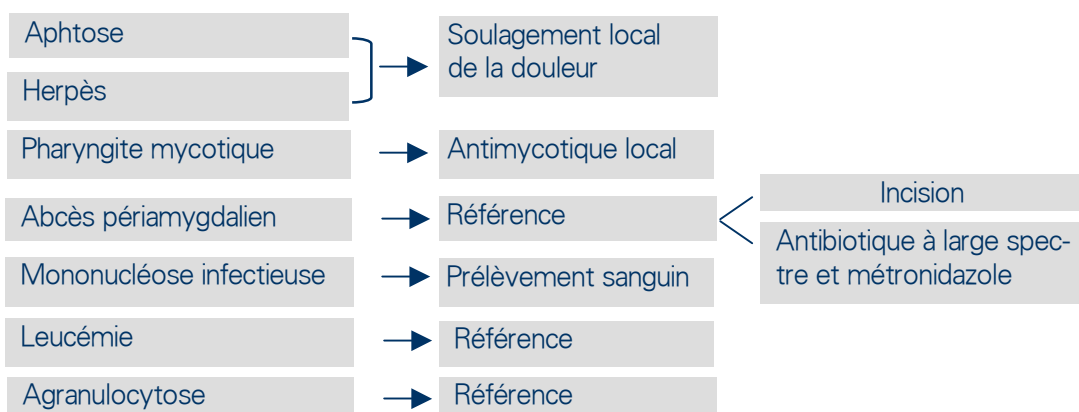 Aphtose
Herpès
Soulagement local
de la douleur
Pharyngite mycotique
Antimycotique local
Abcès périamygdalien
Référence
Incision
Antibiotique à large spec-
tre et métronidazole
Mononucléose infectieuse
Prélèvement sanguin
Leucémie
Référence
Agranulocytose
Référence